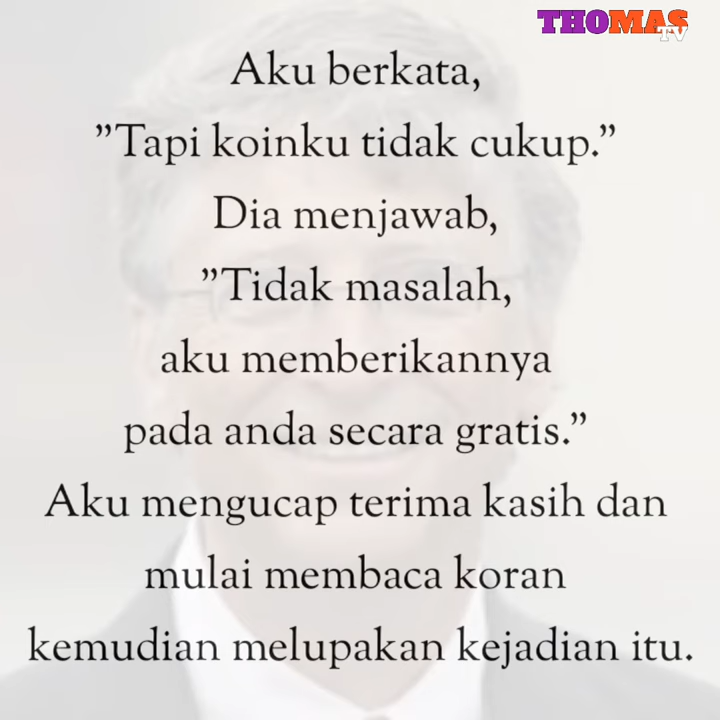 THOMAS
TV
Aku berkata,
”Tapi koinku tidak cukup.”
Dia menjawab,
”Tidak masalah,
aku memberikannya
pada anda secara gratis.”
Aku mengucap terima kasih dan
mulai membaca koran
kemudian melupakan kejadian itu.